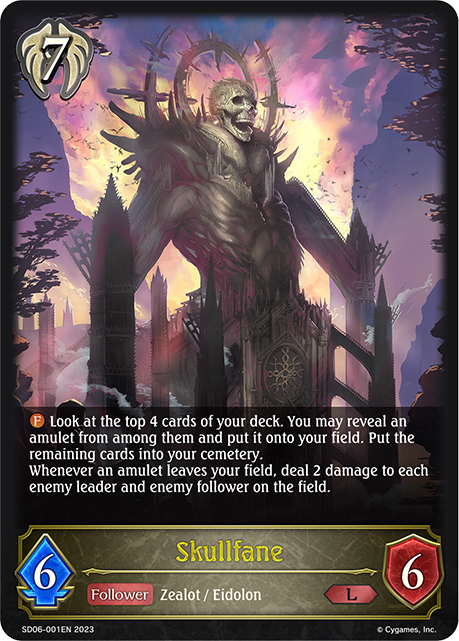 7
F Look at the top 4 cards of your deck. You may reveal an
amulet from among them and put it onto your field. Put the
remaining cards into your cemetery.
Whenever an amulet leaves your field, deal 2 damage to each
enemy leader and enemy follower on the field.
Skullfane
6 Follower Zealot / Eidolon L 6
SD06-001EN 2023 © Cygames, Inc.